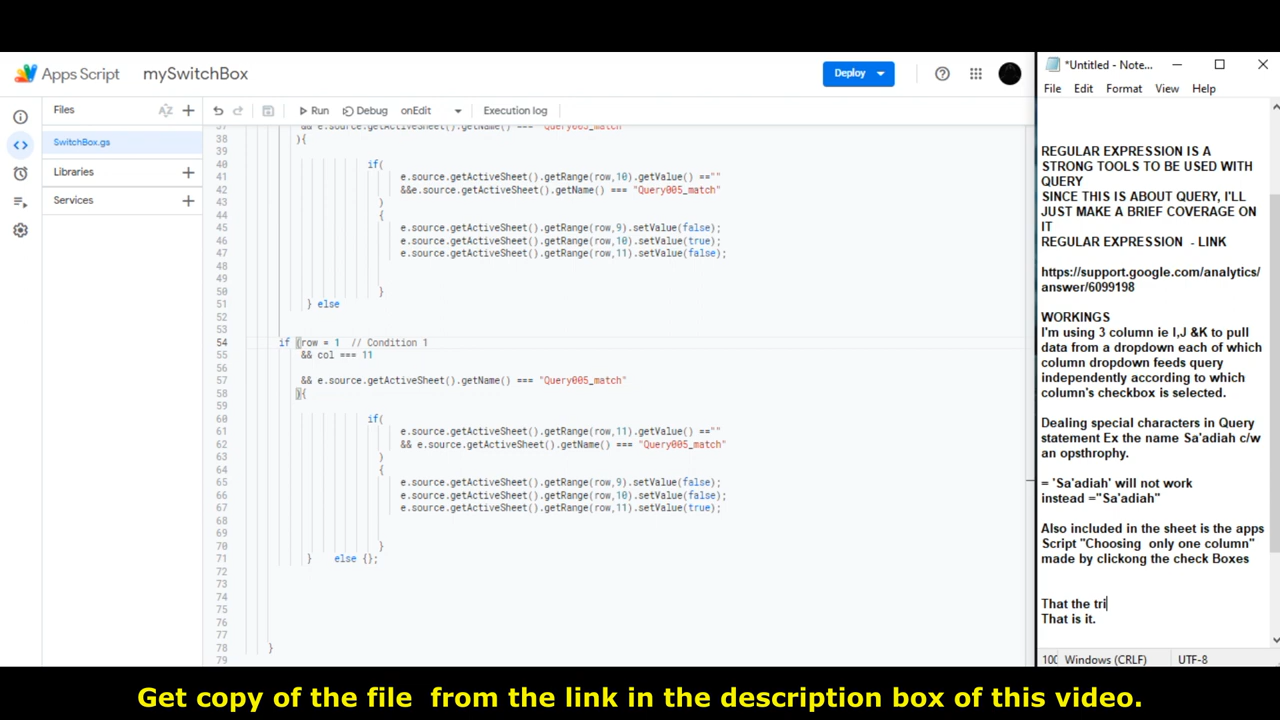 Apps Script
mySwitchBox
Deploy
Files
Run
Debug
onEdit
Execution log
SwitchBox.gs
Libraries
Services
37 && e.source.getActiveSheet().getName() === "Query005_match"
38 ){
39
40 if(
41 e.source.getActiveSheet().getRange(row,10).getValue() ==""
42 &&e.source.getActiveSheet().getName() === "Query005_match"
43 )
44 {
45 e.source.getActiveSheet().getRange(row,9).setValue(false);
46 e.source.getActiveSheet().getRange(row,10).setValue(true);
47 e.source.getActiveSheet().getRange(row,11).setValue(false);
48
49
50 }
51 } else
52
53
54 if (row = 1 // Condition 1
55 && col === 11
56
57 && e.source.getActiveSheet().getName() === "Query005_match"
58 ){
59
60 if(
61 e.source.getActiveSheet().getRange(row,11).getValue() ==""
62 && e.source.getActiveSheet().getName() === "Query005_match"
63 )
64 {
65 e.source.getActiveSheet().getRange(row,9).setValue(false);
66 e.source.getActiveSheet().getRange(row,10).setValue(false);
67 e.source.getActiveSheet().getRange(row,11).setValue(true);
68
69
70 }
71 } else {};
72
73
74
75
76
77
78 }
79
*Untitled - Note...
File Edit Format View Help
REGULAR EXPRESSION IS A
STRONG TOOLS TO BE USED WITH
QUERY
SINCE THIS IS ABOUT QUERY, I'LL
JUST MAKE A BRIEF COVERAGE ON
IT
REGULAR EXPRESSION - LINK
https://support.google.com/analytics/
answer/6099198
WORKINGS
I'm using 3 column ie I,J &K to pull
data from a dropdown each of which
column dropdown feeds query
independently according to which
column's checkbox is selected.
Dealing special characters in Query
statement Ex the name Sa'adiah c/w
an opsthrophy.
= 'Sa'adiah' will not work
instead ="Sa'adiah"
Also included in the sheet is the apps
Script "Choosing only one column"
made by clickong the check Boxes
That the tri
That is it.
100 Windows (CRLF) UTF-8
Get copy of the file from the link in the description box of this video.